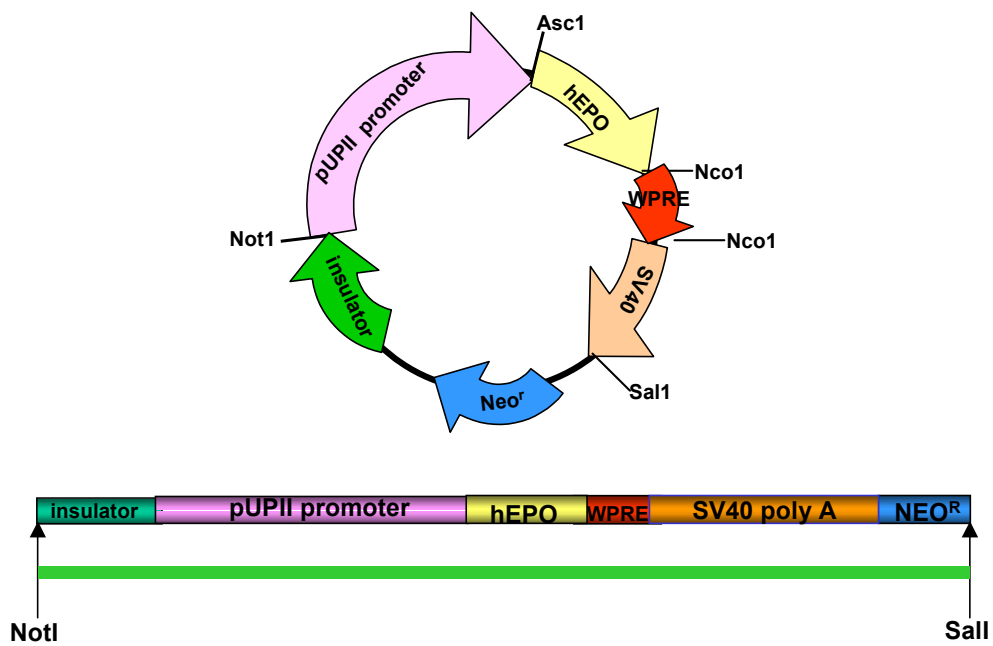 Asc1
pUPII promoter
hEPO
Nco1
WPRE
Nco1
Not1
insulator
SV40
Sal1
Neoʳ
insulator
pUPII promoter
hEPO
WPRE
SV40 poly A
NEOᴿ
NotI
SalI